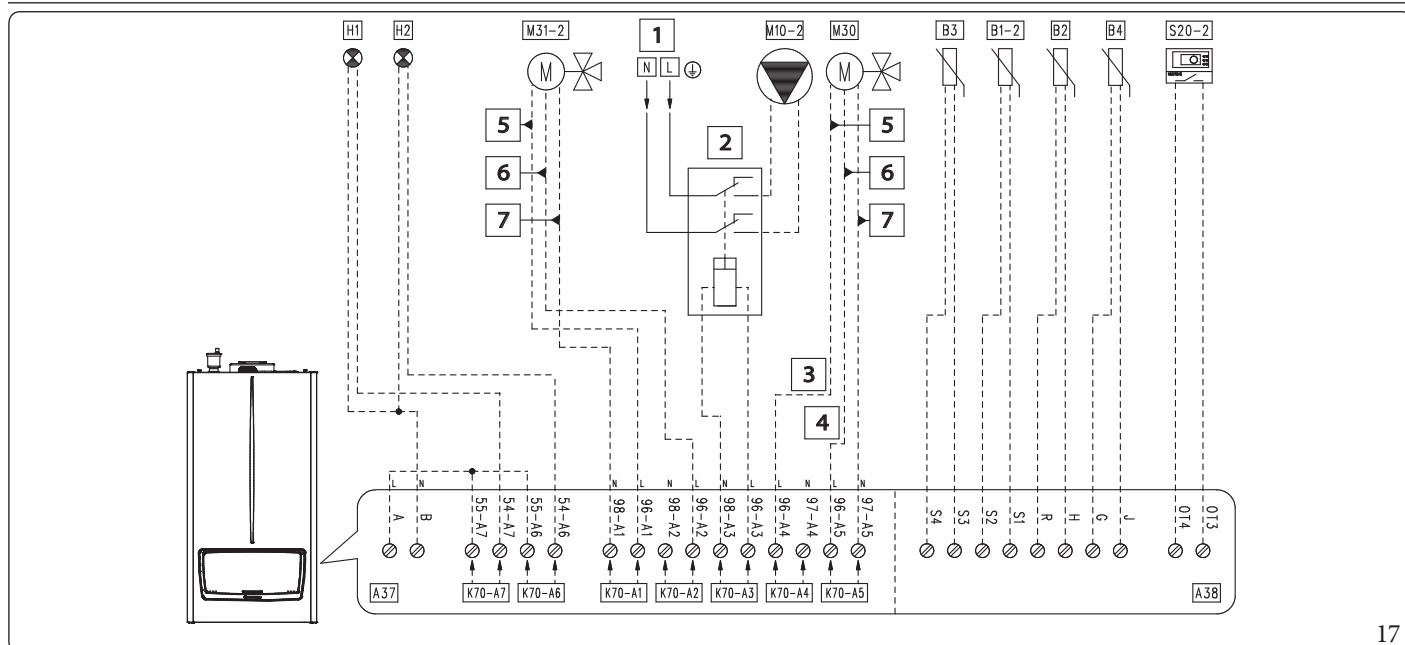 H1 H2 M31-2 1 M10-2 M30 B3 B1-2 B2 B4 S20-2
N L
M M
5 5
2
6 6
7 7
3
4
L N N L N L N L L N L N
A B 55-A7 54-A7 55-A6 54-A6 98-A1 96-A1 98-A2 96-A2 98-A3 96-A3 96-A4 97-A4 96-A5 97-A5 S4 S3 S2 S1 R H G J OT4 OT3
A37 K70-A7 K70-A6 K70-A1 K70-A2 K70-A3 K70-A4 K70-A5 A38
17